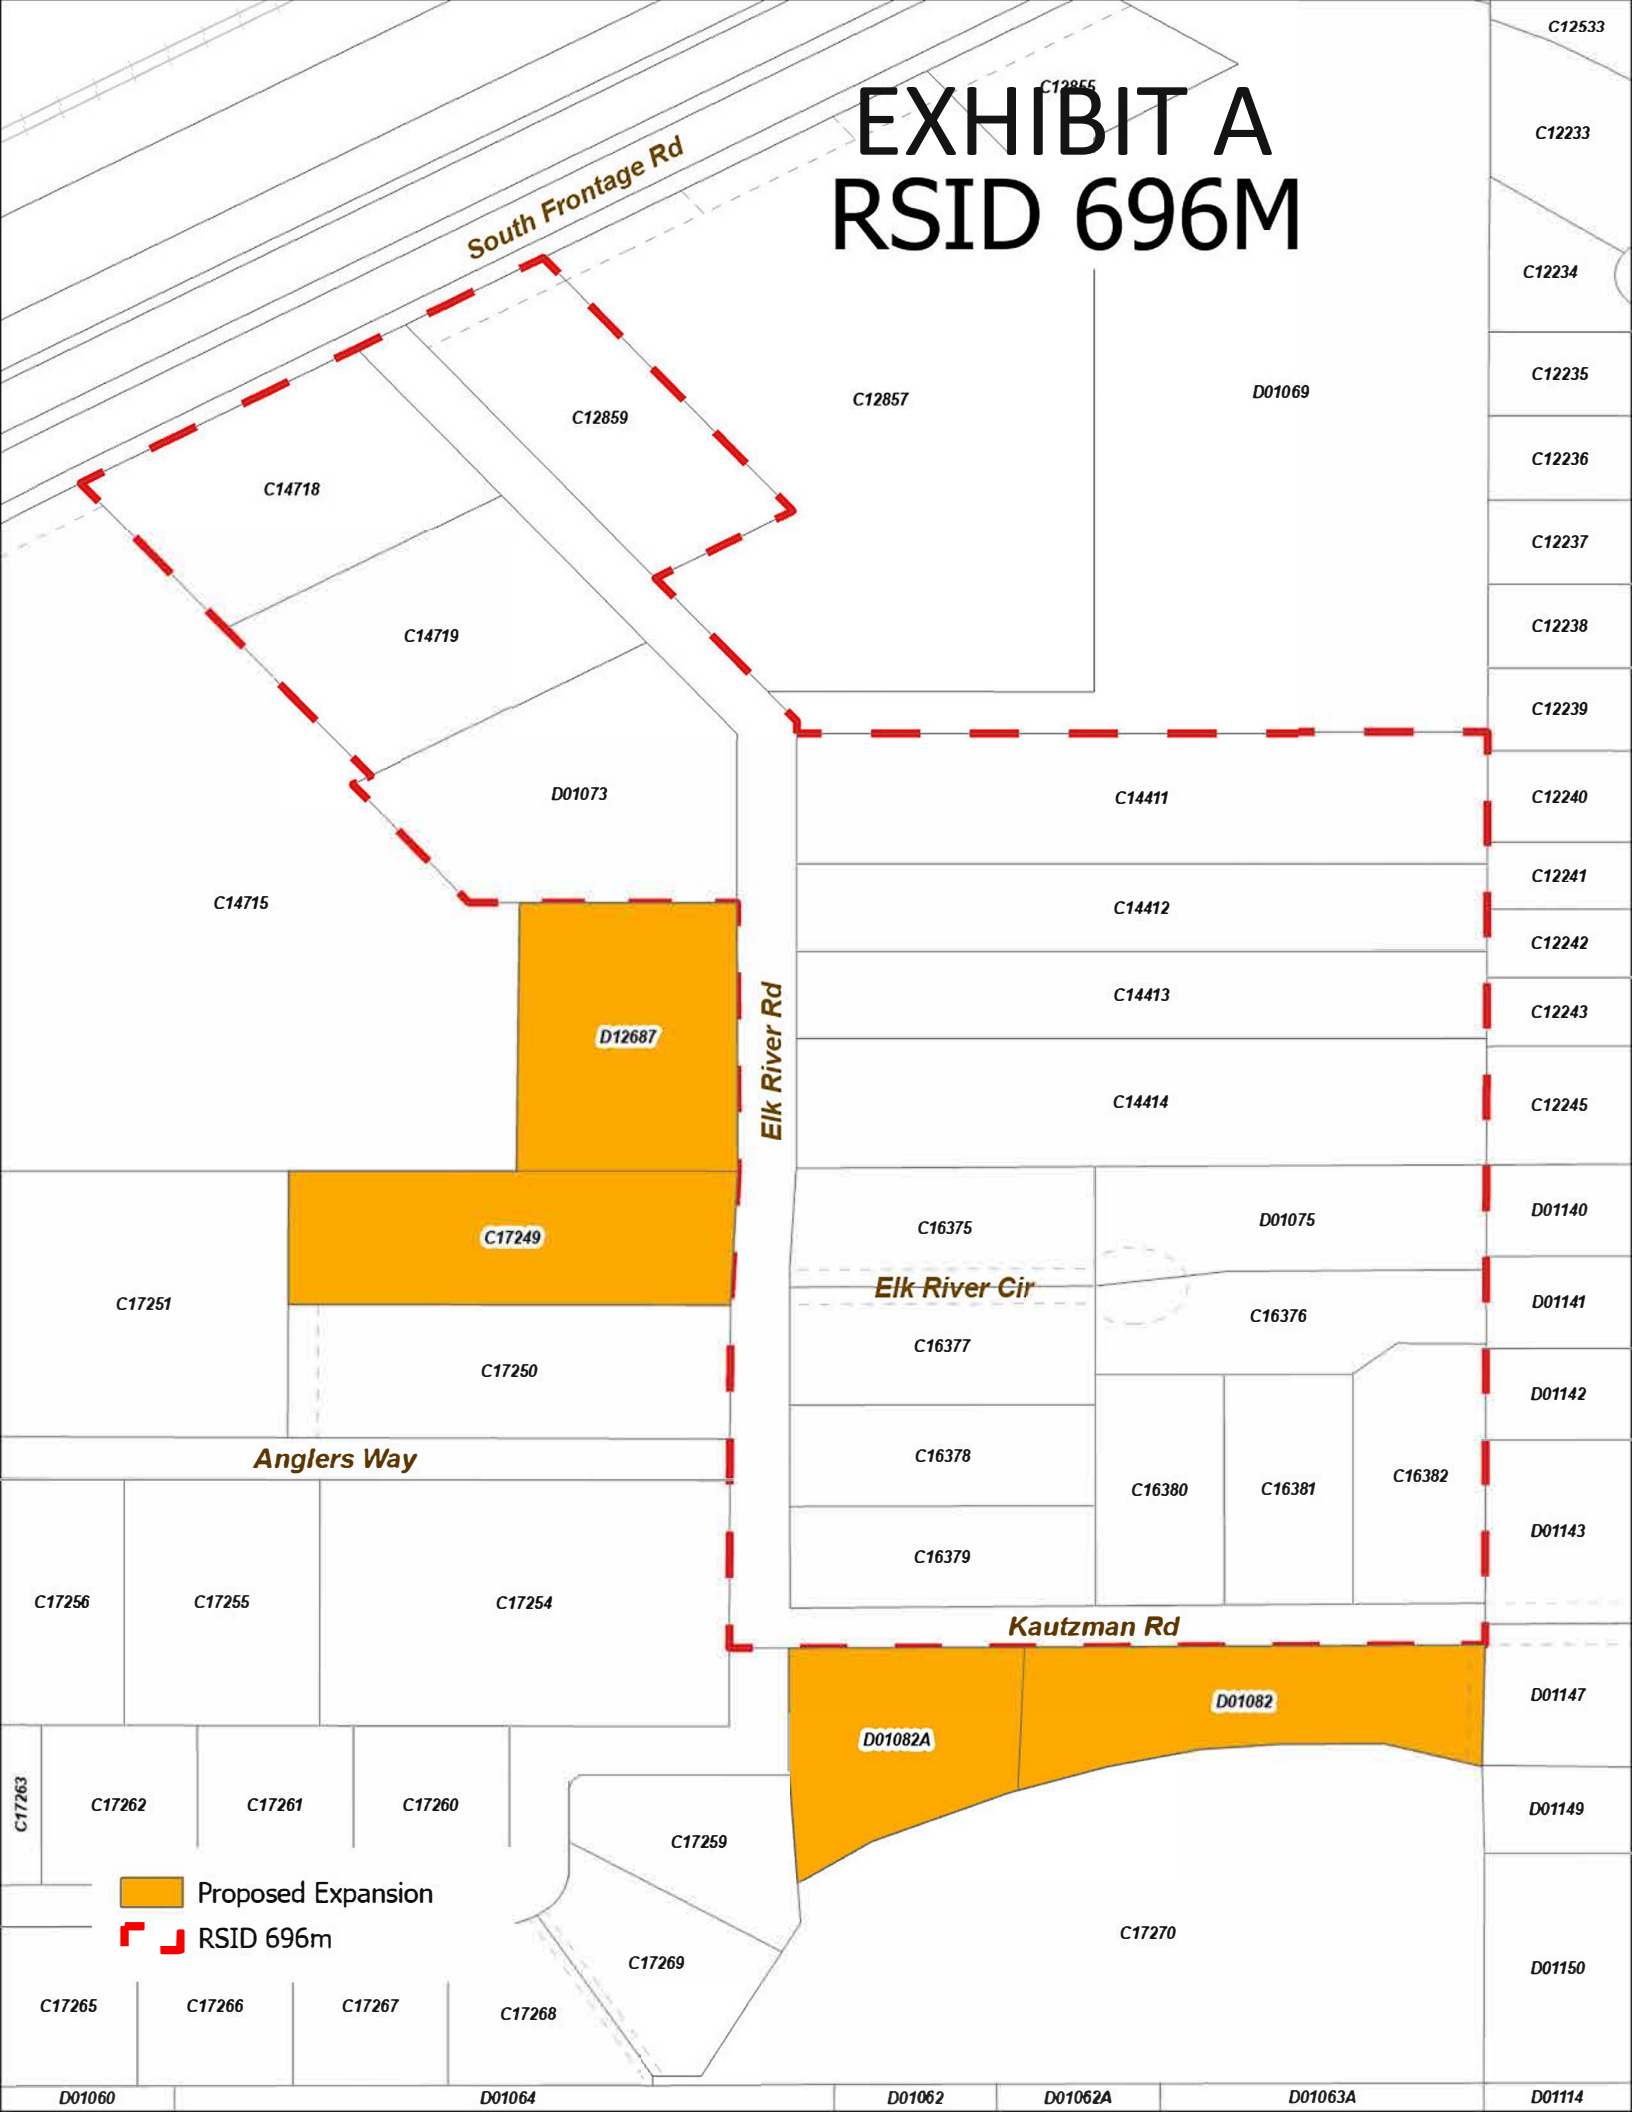 C12533
C12855
EXHIBIT A
C12233
South Frontage Rd
RSID 696M
C12234
C12235
D01069
C12857
C12859
C12236
C14718
C12237
C12238
C14719
C12239
D01073
C14411
C12240
C12241
C14715
C14412
C12242
C14413
C12243
D12687
Elk River Rd
C14414
C12245
D01140
D01075
C16375
C17249
Elk River Cir
C17251
D01141
C16376
C16377
C17250
D01142
Anglers Way
C16378
C16382
C16380
C16381
D01143
C16379
C17256
C17255
C17254
Kautzman Rd
D01147
D01082
D01082A
C17263
C17262
C17261
C17260
D01149
C17259
Proposed Expansion
RSID 696m
C17270
C17269
D01150
C17265
C17266
C17267
C17268
D01060
D01064
D01062
D01062A
D01063A
D01114